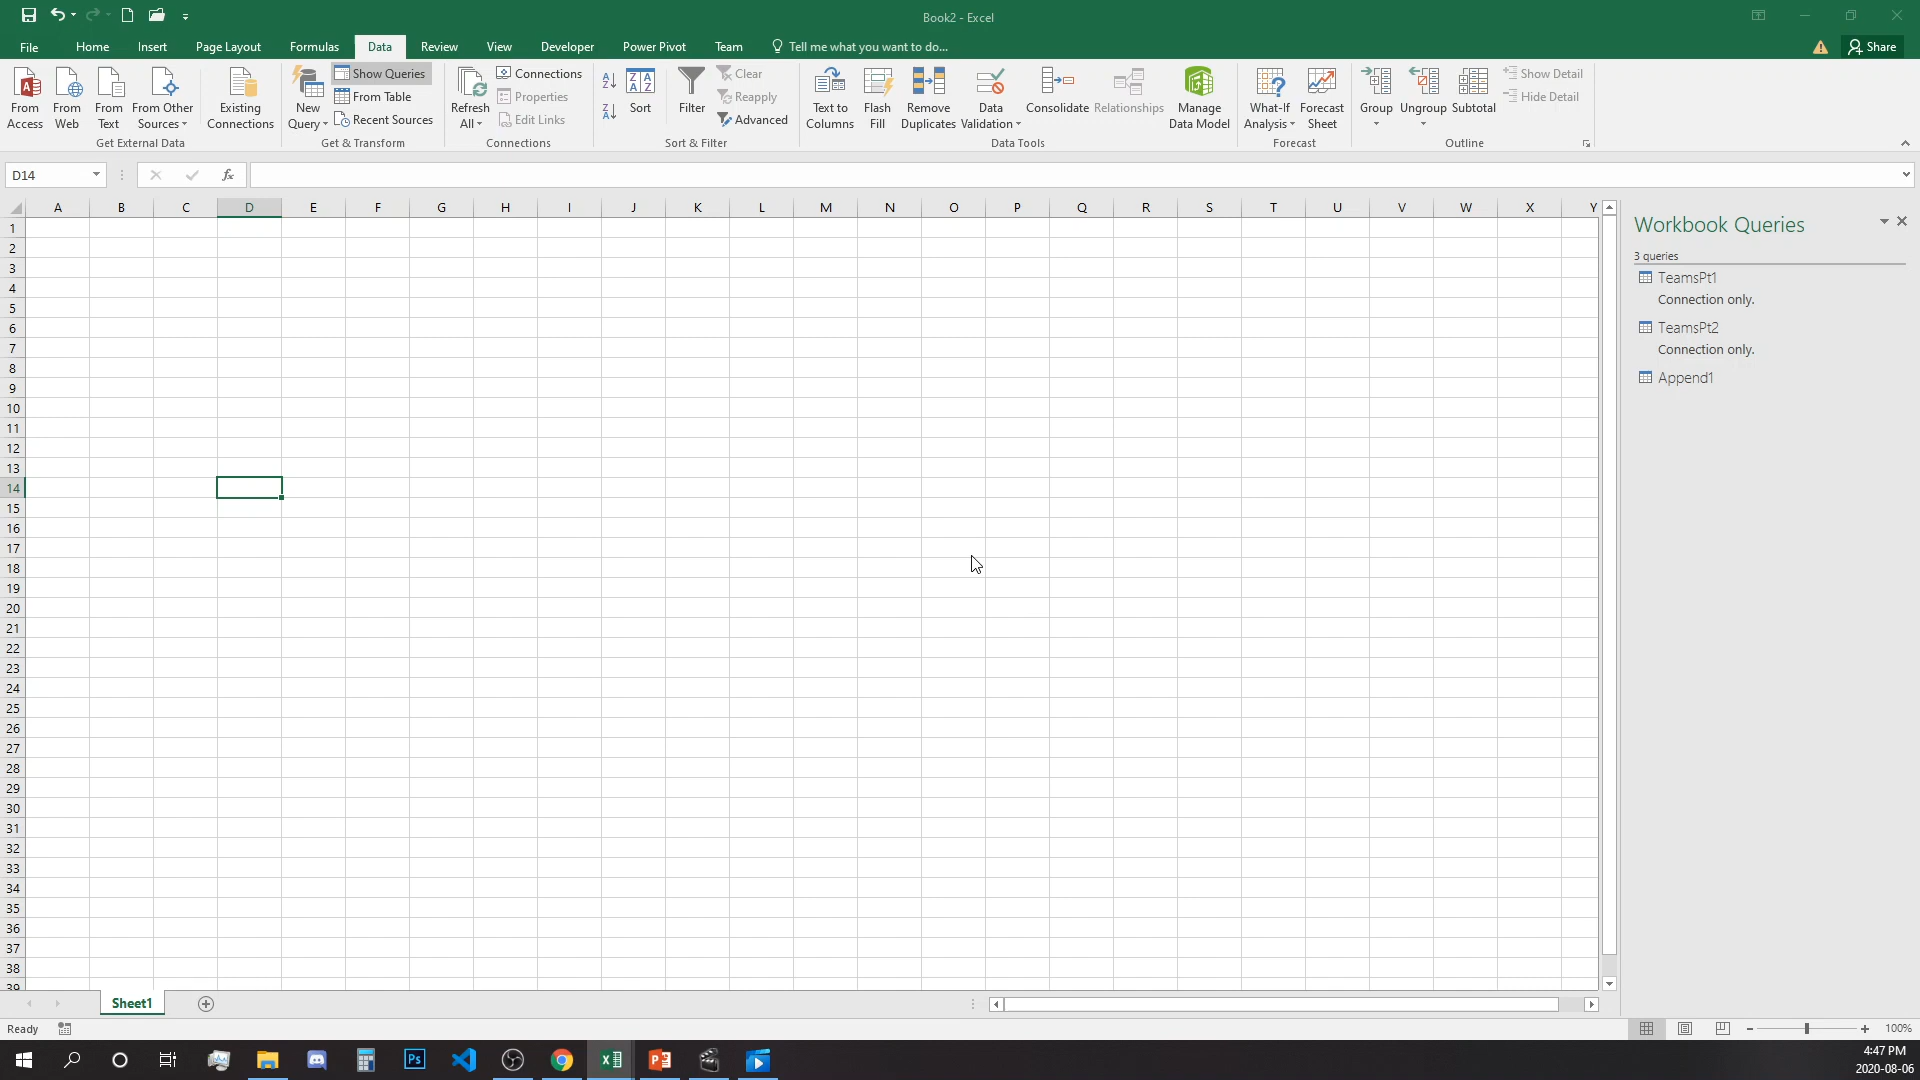 Book2 - Excel
File Home Insert Page Layout Formulas Data Review View Developer Power Pivot Team Tell me what you want to do... Share
From Access
From Web
From Text
From Other Sources
Existing Connections
Get External Data
New Query
Show Queries
From Table
Recent Sources
Get & Transform
Refresh All
Connections
Properties
Edit Links
Connections
Sort
Filter
Clear
Reapply
Advanced
Sort & Filter
Text to Columns
Flash Fill
Remove Duplicates
Data Validation
Consolidate
Relationships
Manage Data Model
Data Tools
What-If Analysis
Forecast Sheet
Forecast
Group
Ungroup
Subtotal
Show Detail
Hide Detail
Outline
D14
fx
A B C D E F G H I J K L M N O P Q R S T U V W X Y
1
2
3
4
5
6
7
8
9
10
11
12
13
14
15
16
17
18
19
20
21
22
23
24
25
26
27
28
29
30
31
32
33
34
35
36
37
38
39
Workbook Queries
3 queries
TeamsPt1
Connection only.
TeamsPt2
Connection only.
Append1
Sheet1
Ready
100%
Ps
4:47 PM
2020-08-06